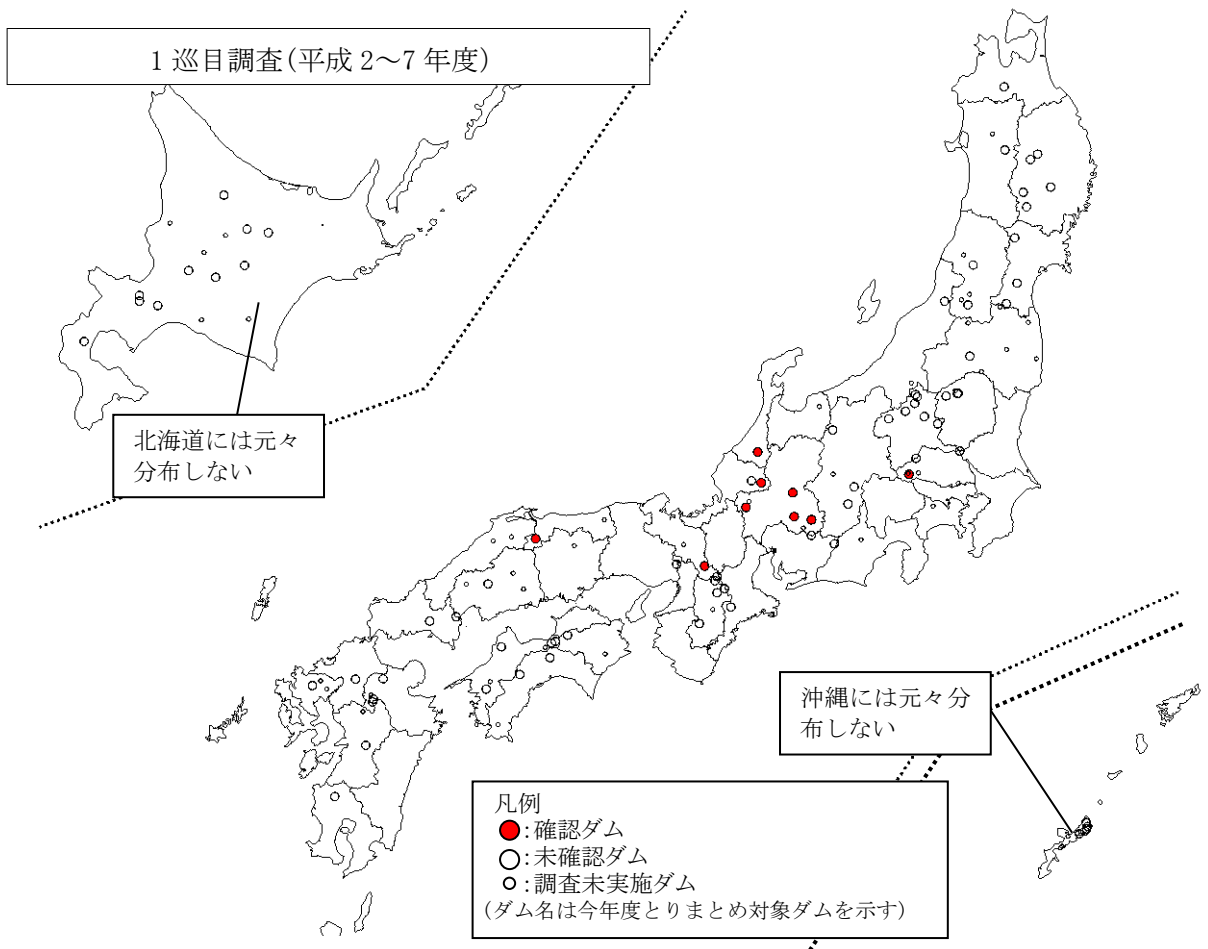 1 巡目調査(平成 2～7 年度)
北海道には元々
分布しない
沖縄には元々分
布しない
凡例
:確認ダム
:未確認ダム
:調査未実施ダム
(ダム名は今年度とりまとめ対象ダムを示す)